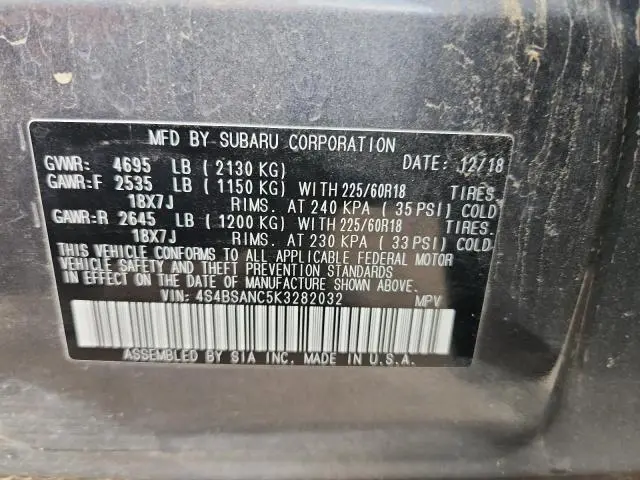 MFD BY SUBARU CORPORATION
GVWR: 4695 LB ( 2130 KG) DATE: 12/18
GAWR:F 2535 LB ( 1150 KG) WITH 225/60R18 TIRES
18X7J RIMS. AT 240 KPA ( 35 PSI) COLD
GAWR:R 2645 LB ( 1200 KG) WITH 225/60R18 TIRES.
18X7J RIMS. AT 230 KPA ( 33 PSI) COLD
THIS VEHICLE CONFORMS TO ALL APPLICABLE FEDERAL MOTOR
VEHICLE SAFETY AND THEFT PREVENTION STANDARDS IN
EFFECT ON THE DATE OF MANUFACTURE SHOWN ABOVE.
VIN: 4S4BSANC5K3282032 MPV
ASSEMBLED BY SIA INC. MADE IN U.S.A.